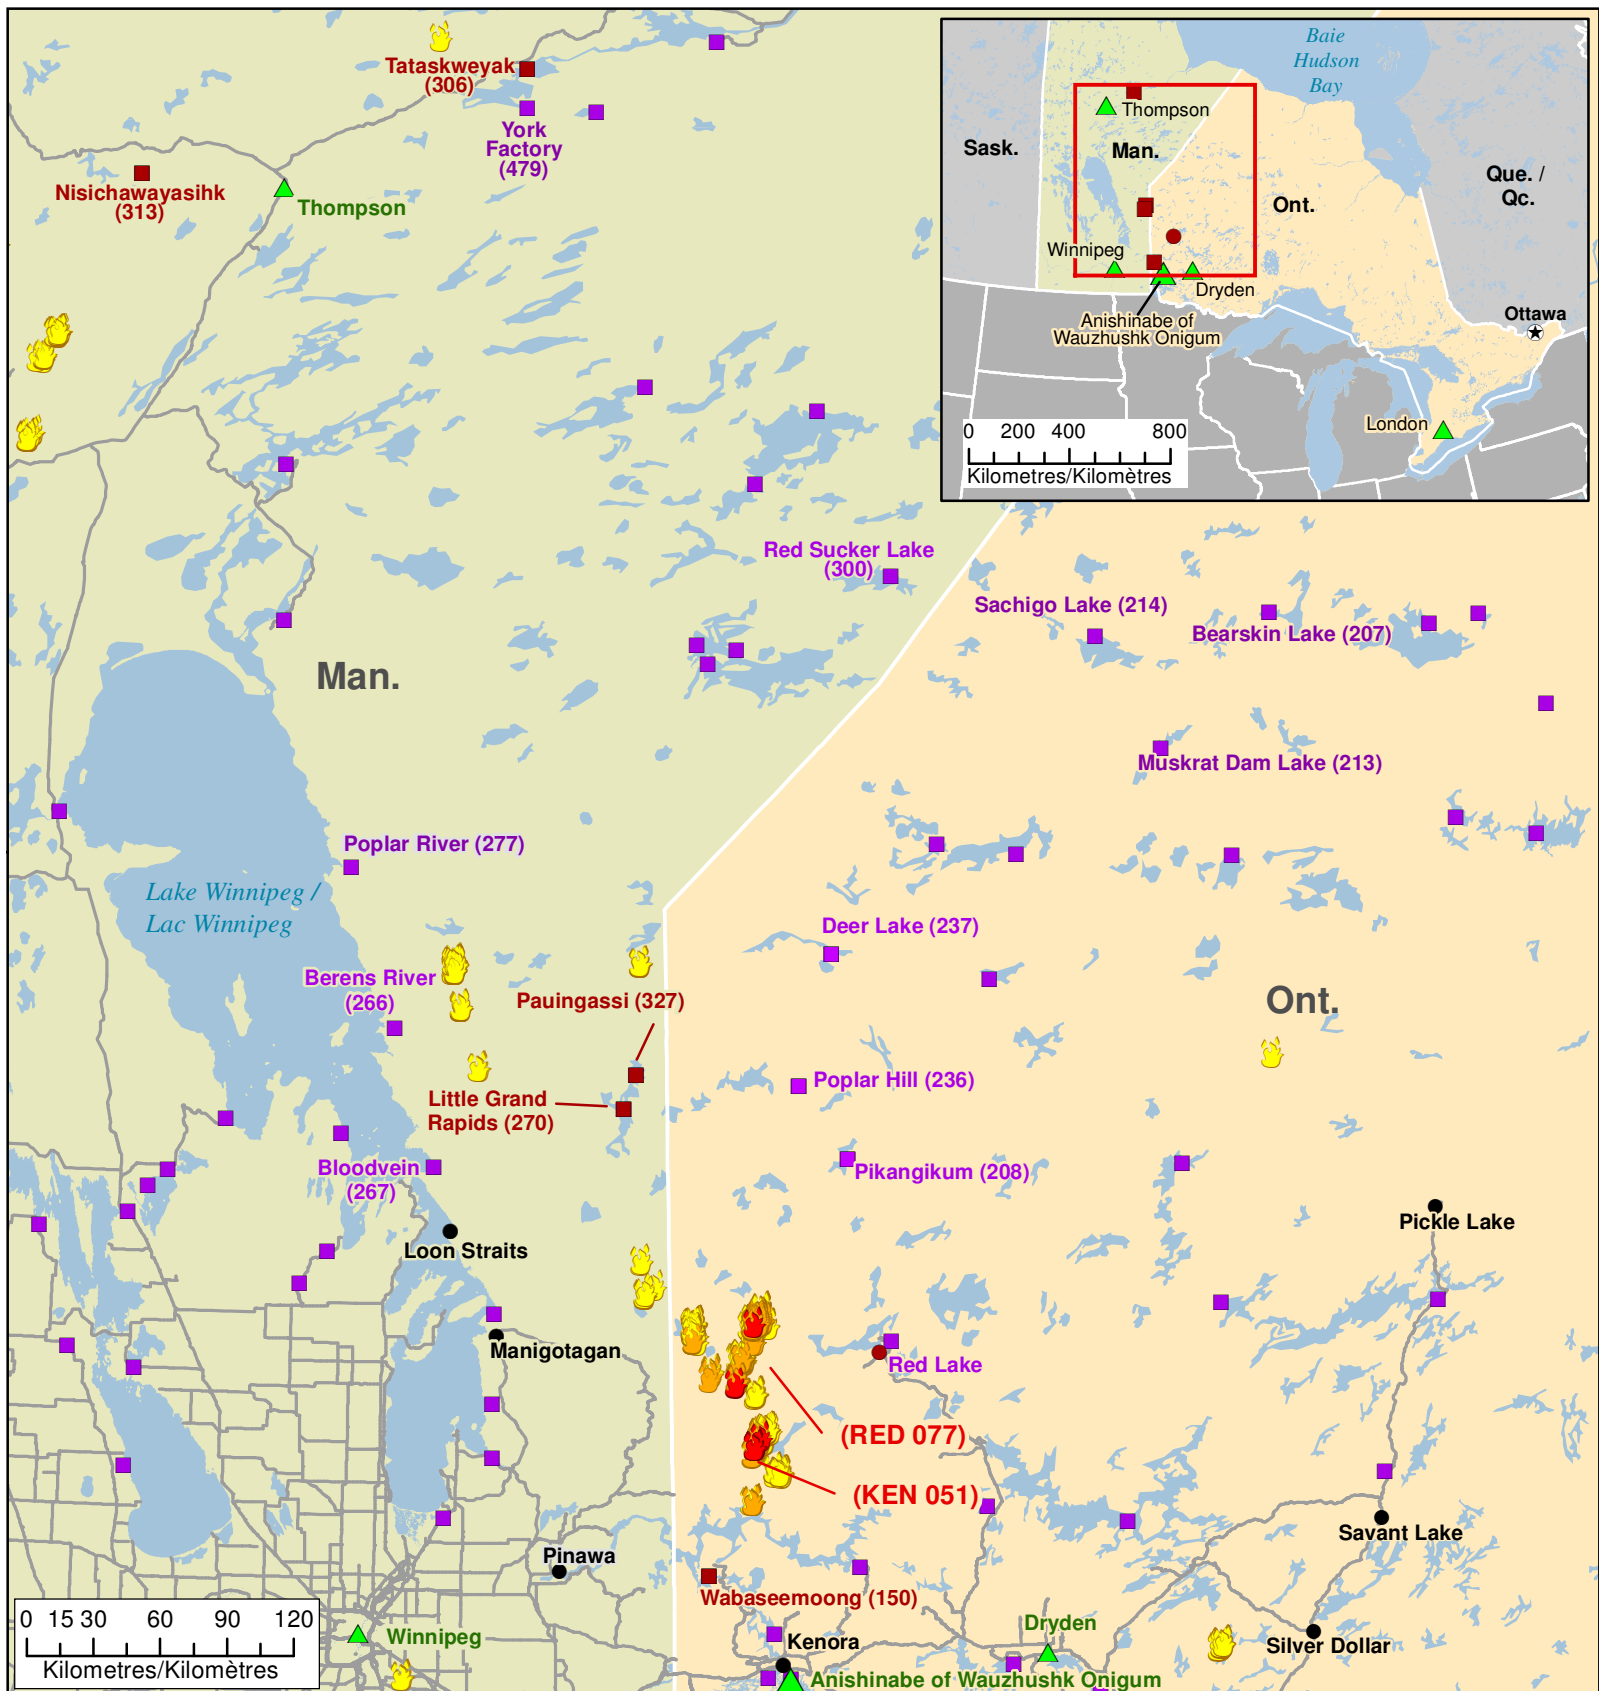 Tataskweyak
(306)
York
Factory
(479)
Nisichawayasihk
(313)
Thompson
Baie
Hudson
Bay
Thompson
Sask.
Man.
Que. /
Qc.
Ont.
Winnipeg
Dryden
Anishinabe of
Wauzhushk Onigum
Ottawa
London
0 200 400 800
Kilometres/Kilomètres
Red Sucker Lake
(300)
Sachigo Lake (214)
Bearskin Lake (207)
Man.
Muskrat Dam Lake (213)
Poplar River (277)
Lake Winnipeg /
Lac Winnipeg
Deer Lake (237)
Berens River
(266)
Pauingassi (327)
Ont.
Poplar Hill (236)
Little Grand
Rapids (270)
Bloodvein
(267)
Pikangikum (208)
Pickle Lake
Loon Straits
Manigotagan
Red Lake
(RED 077)
(KEN 051)
Savant Lake
Pinawa
Wabaseemoong (150)
0 15 30 60 90 120
Kilometres/Kilomètres
Winnipeg
Kenora
Dryden
Silver Dollar
Anishinabe of Wauzhushk Onigum